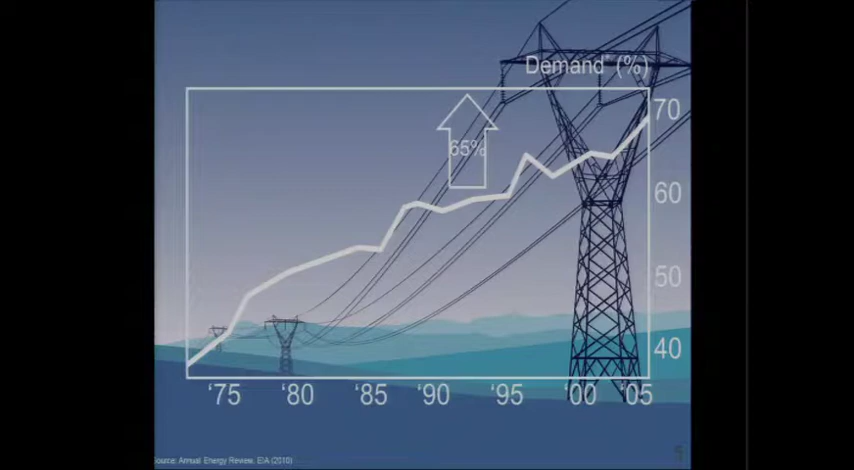 Demand* (%)
70
65%
60
50
40
'75 '80 '85 '90 '95 00 '05
Source: Annual Energy Review, EIA (2010)